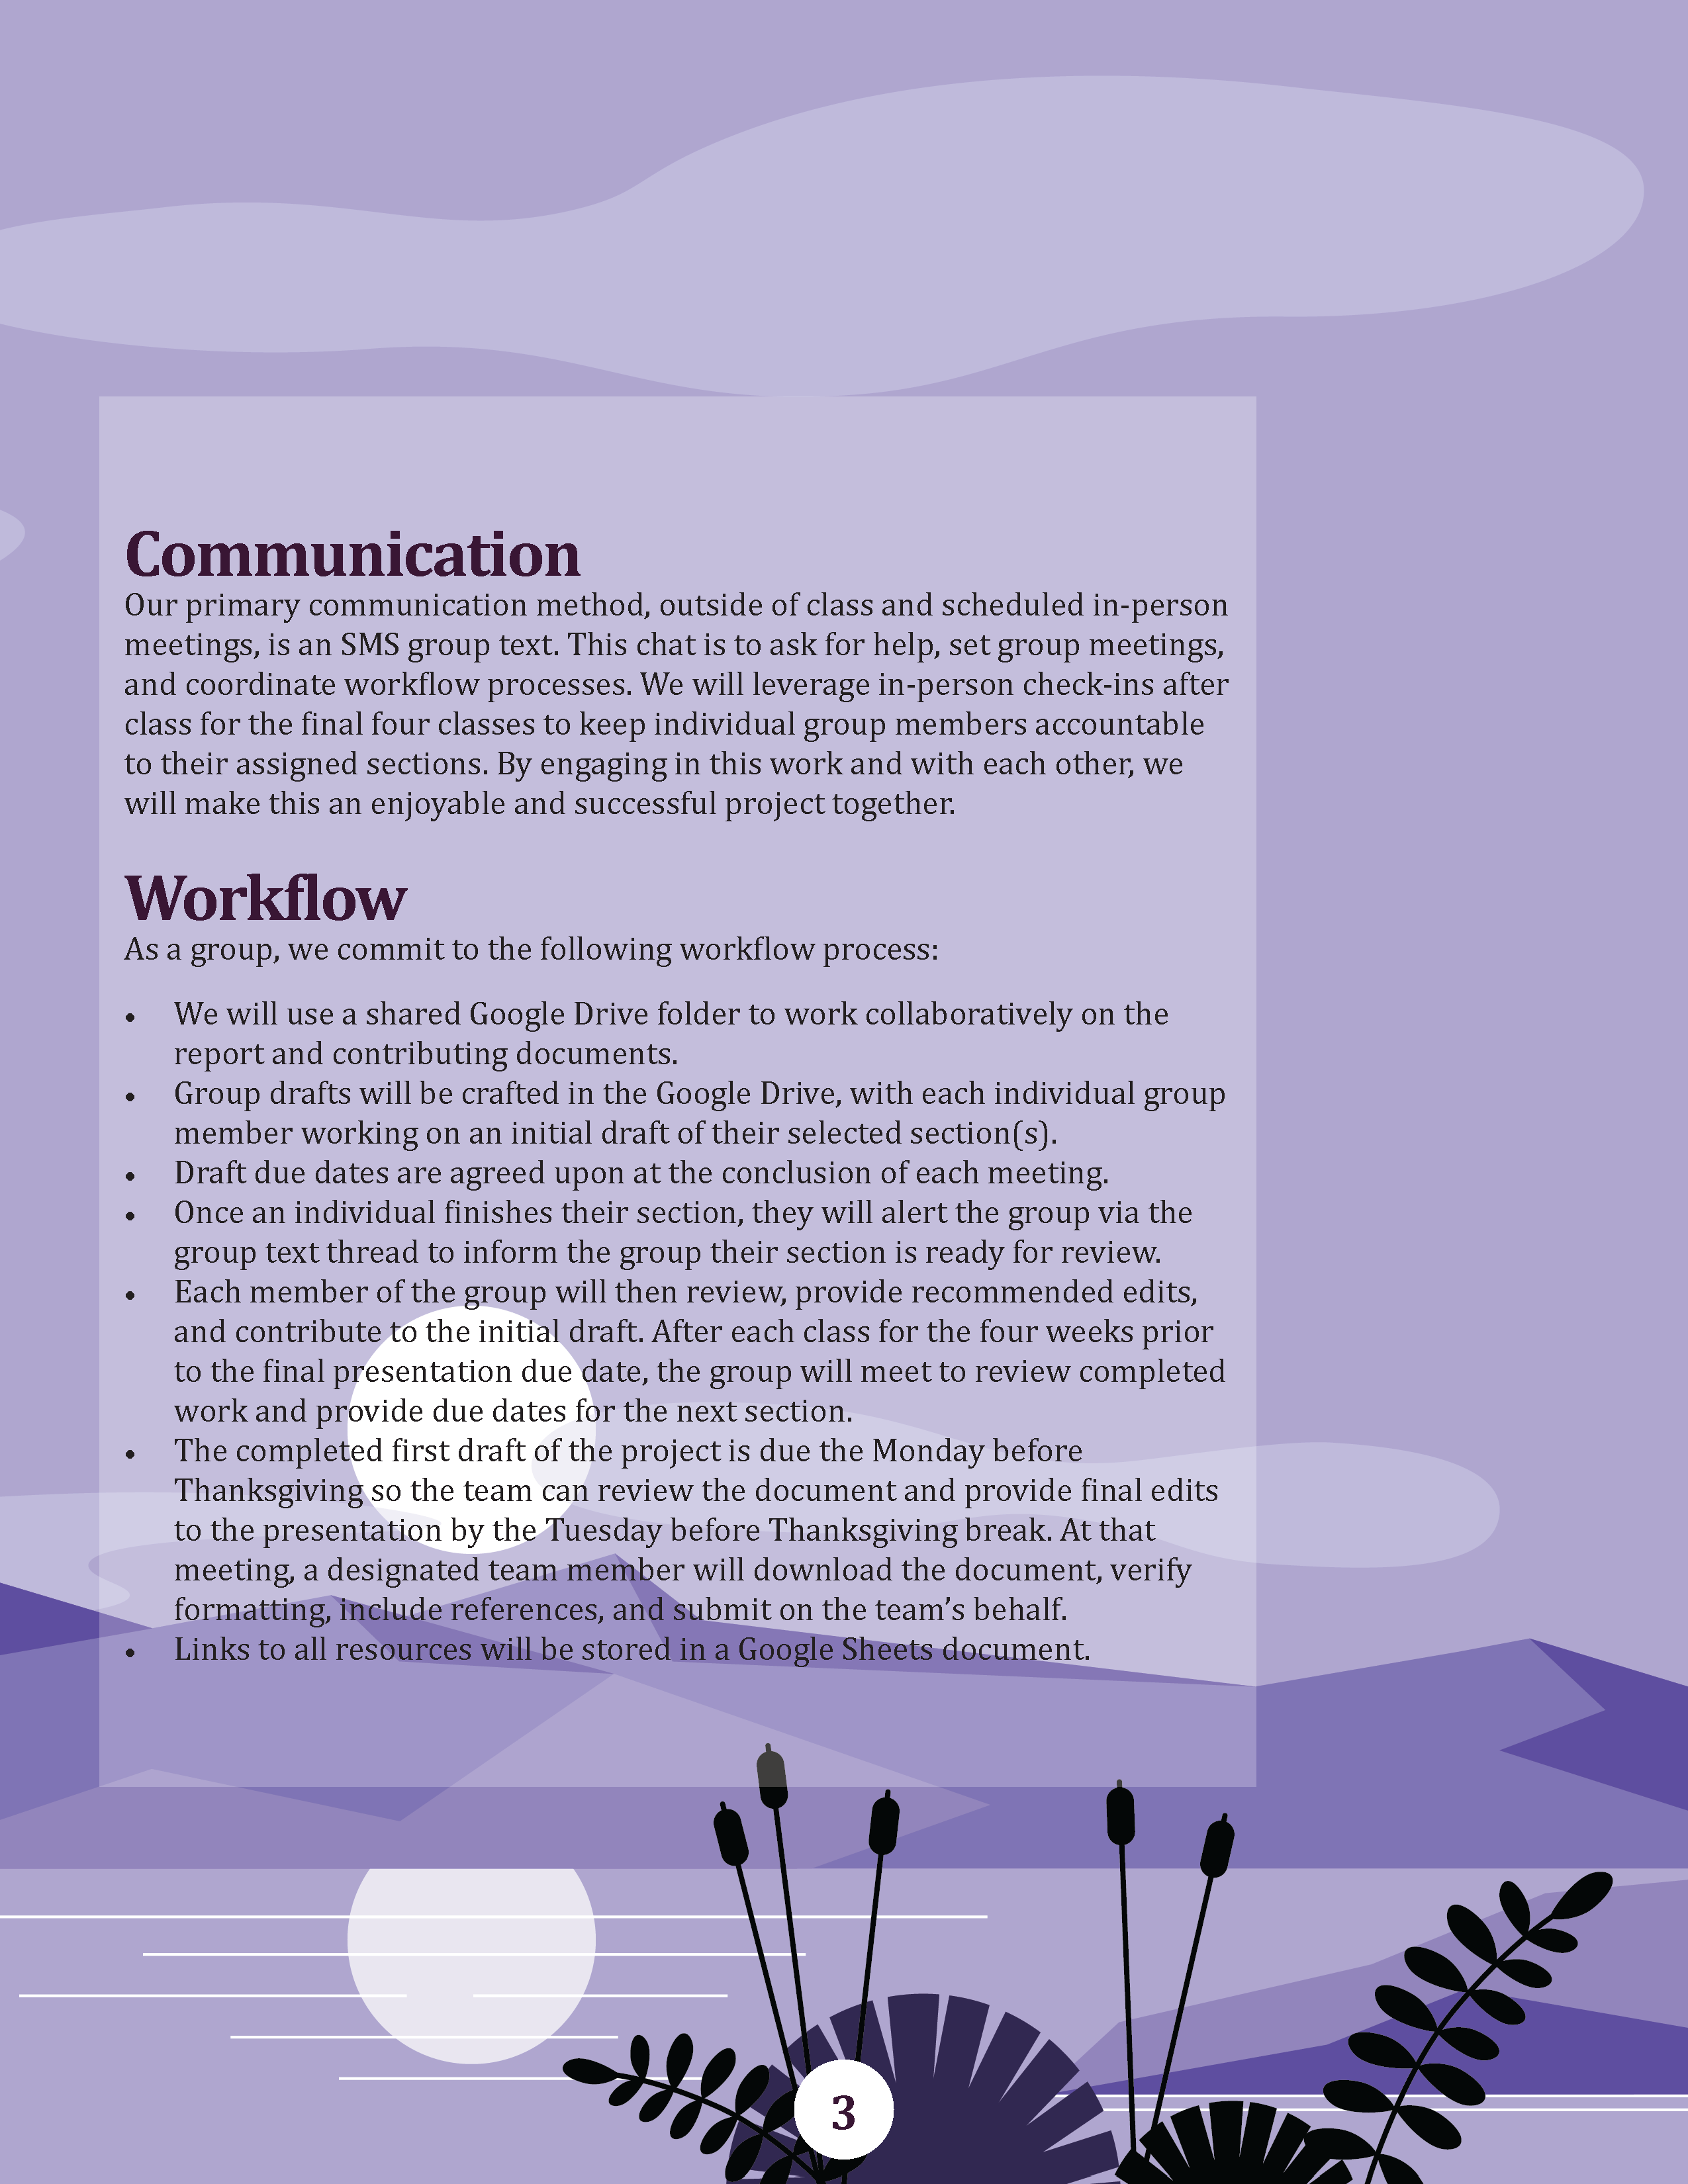 Communication
Our primary communication method, outside of class and scheduled in-person
meetings, is an SMS group text. This chat is to ask for help, set group meetings,
and coordinate workflow processes. We will leverage in-person check-ins after
class for the final four classes to keep individual group members accountable
to their assigned sections. By engaging in this work and with each other, we
will make this an enjoyable and successful project together.
Workflow
As a group, we commit to the following workflow process:
• We will use a shared Google Drive folder to work collaboratively on the
report and contributing documents.
• Group drafts will be crafted in the Google Drive, with each individual group
member working on an initial draft of their selected section(s).
• Draft due dates are agreed upon at the conclusion of each meeting.
• Once an individual finishes their section, they will alert the group via the
group text thread to inform the group their section is ready for review.
• Each member of the group will then review, provide recommended edits,
and contribute to the initial draft. After each class for the four weeks prior
to the final presentation due date, the group will meet to review completed
work and provide due dates for the next section.
• The completed first draft of the project is due the Monday before
Thanksgiving so the team can review the document and provide final edits
to the presentation by the Tuesday before Thanksgiving break. At that
meeting, a designated team member will download the document, verify
formatting, include references, and submit on the team’s behalf.
• Links to all resources will be stored in a Google Sheets document.
3